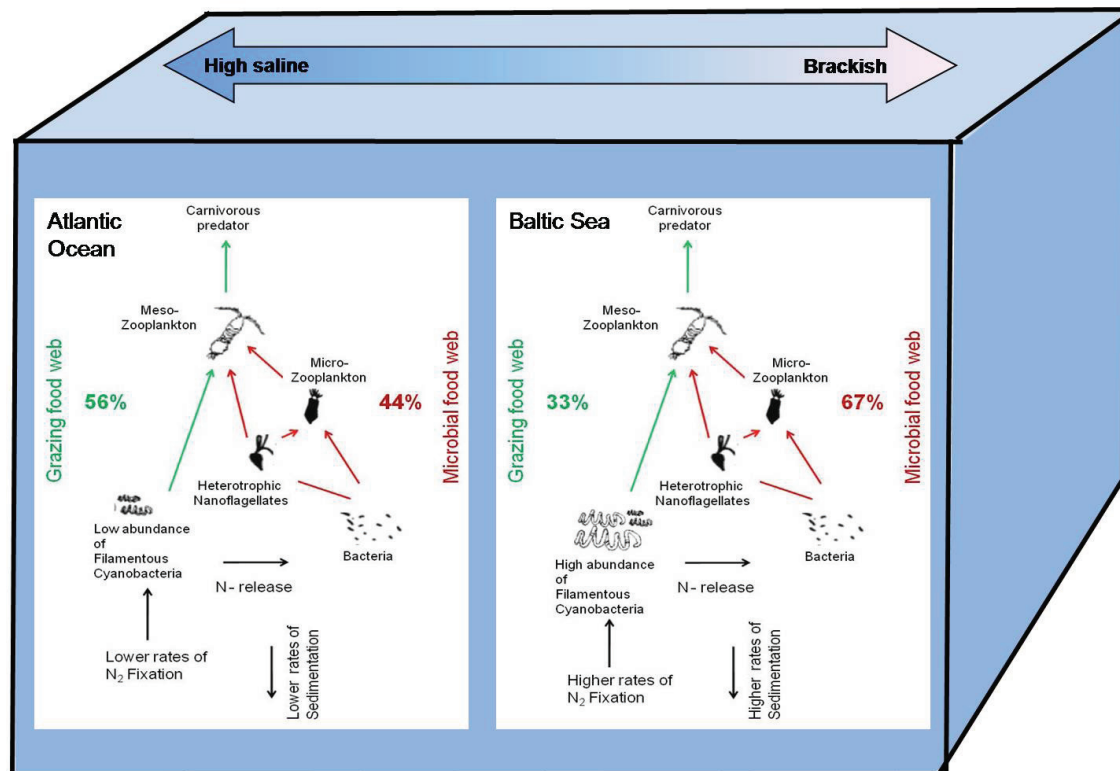 High saline
Brackish
Atlantic
Ocean
Carnivorous
predator
Meso-
Zooplankton
Micro-
Zooplankton
Grazing food web
56%
44%
Microbial food web
Heterotrophic
Nanoflagellates
Low abundance
of
Filamentous
Cyanobacteria
Bacteria
N- release
Lower rates of
N₂ Fixation
Lower rates of
Sedimentation
Baltic Sea
Carnivorous
predator
Meso-
Zooplankton
Micro-
Zooplankton
Grazing food web
33%
67%
Microbial food web
Heterotrophic
Nanoflagellates
High abundance
of
Filamentous
Cyanobacteria
Bacteria
N- release
Higher rates of
N₂ Fixation
Higher rates of
Sedimentation